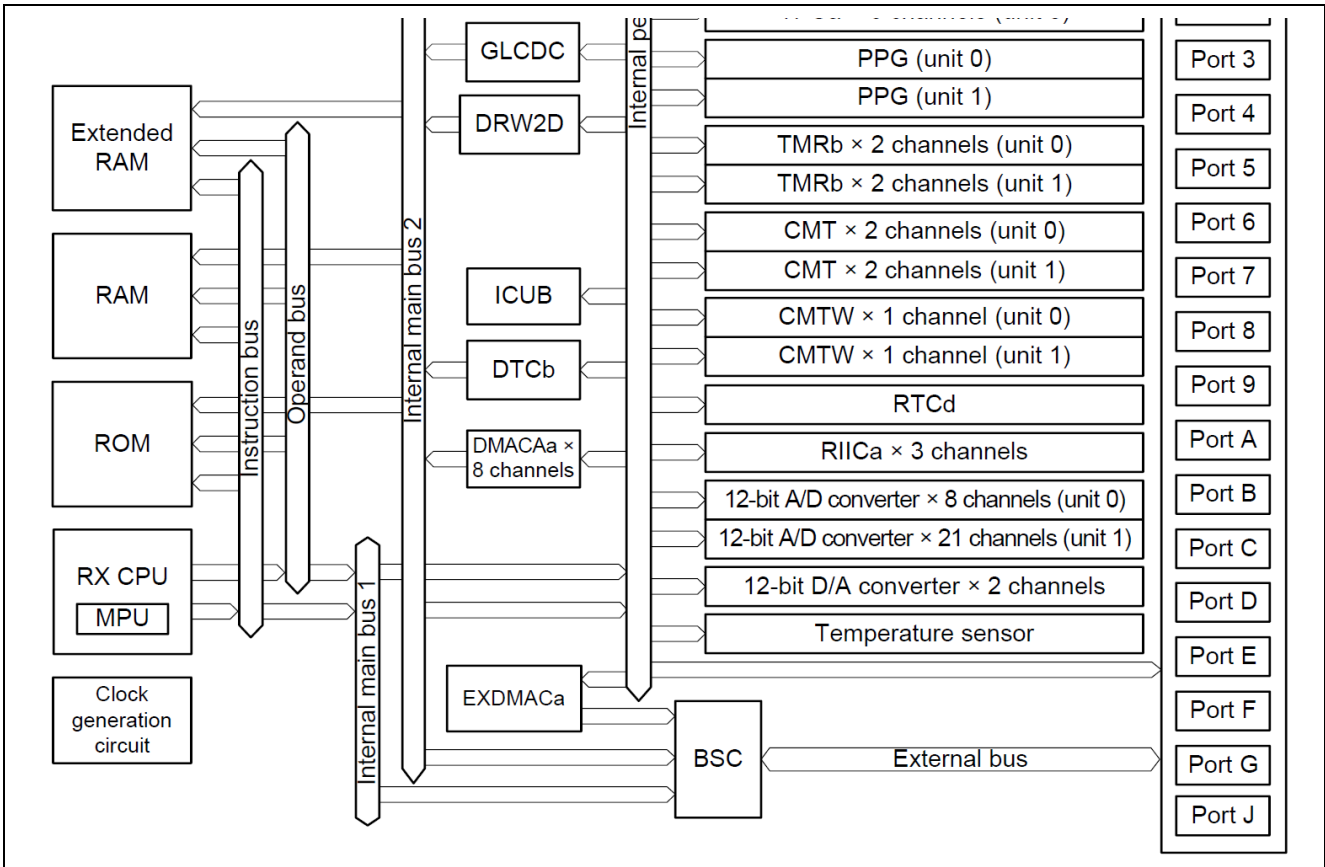 GLCDC
DRW2D
ICUB
DTCb
DMACAa ×
8 channels
EXDMACa
Extended
RAM
RAM
ROM
RX CPU
MPU
Clock
generation
circuit
Instruction bus
Operand bus
Internal main bus 1
Internal main bus 2
Internal
PPG (unit 0)
PPG (unit 1)
TMRb × 2 channels (unit 0)
TMRb × 2 channels (unit 1)
CMT × 2 channels (unit 0)
CMT × 2 channels (unit 1)
CMTW × 1 channel (unit 0)
CMTW × 1 channel (unit 1)
RTCd
RIICa × 3 channels
12-bit A/D converter × 8 channels (unit 0)
12-bit A/D converter × 21 channels (unit 1)
12-bit D/A converter × 2 channels
Temperature sensor
BSC
External bus
Port 3
Port 4
Port 5
Port 6
Port 7
Port 8
Port 9
Port A
Port B
Port C
Port D
Port E
Port F
Port G
Port J